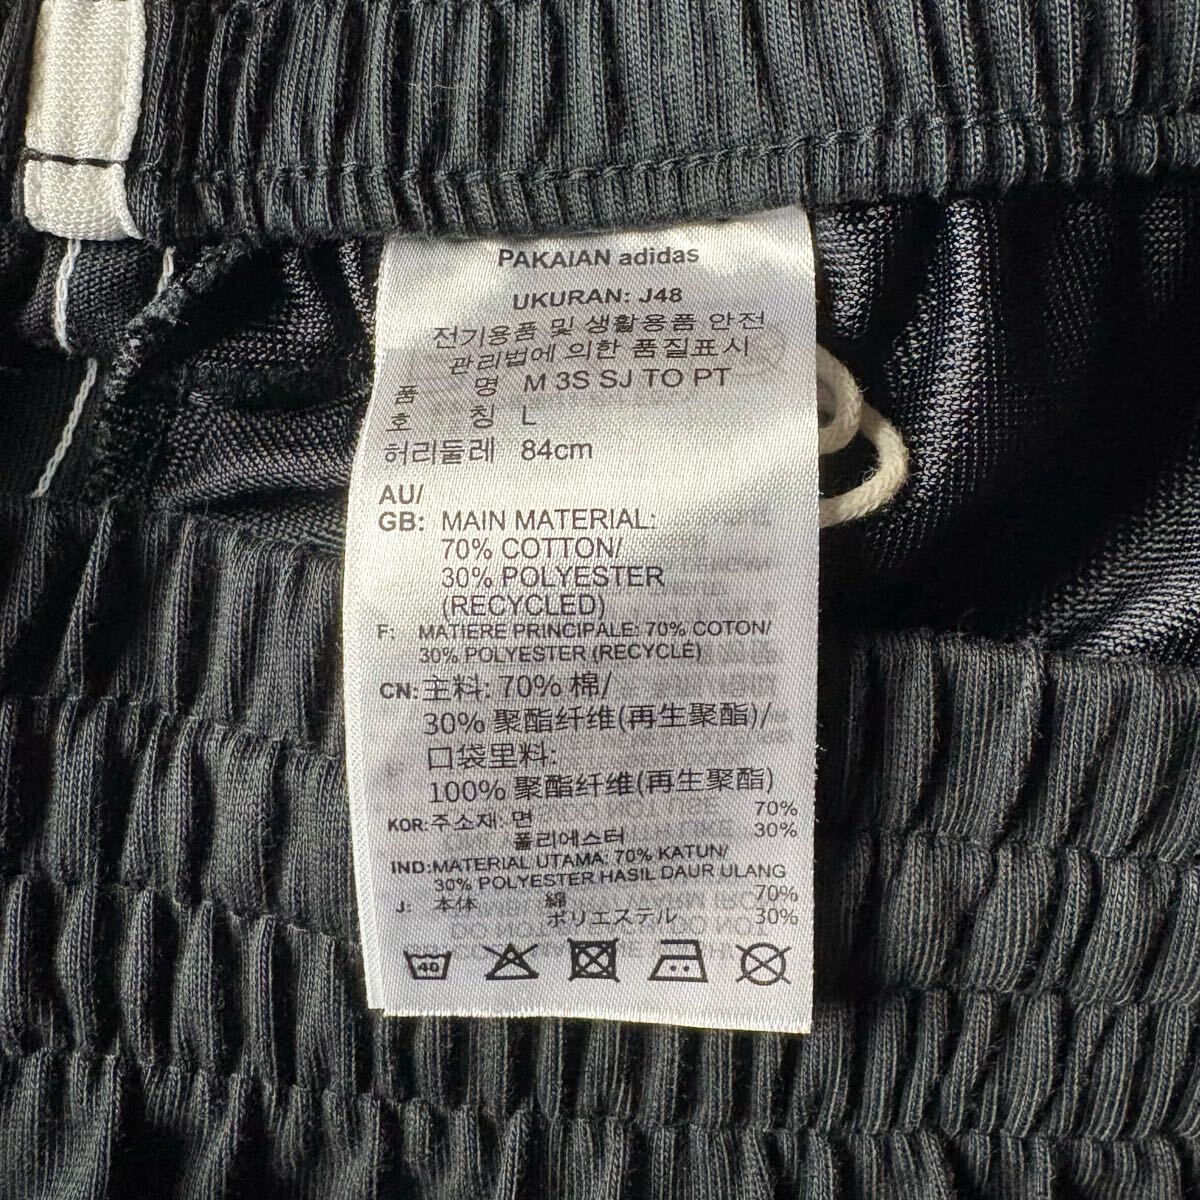 PAKAIAN adidas
UKURAN: J48
전기용품 및 생활용품 안전
관리법에 의한 품질표시
품 명 M 3S SJ TO PT
호 칭 L
허리둘레 84cm
AU/
GB: MAIN MATERIAL:
70% COTTON/
30% POLYESTER
(RECYCLED)
F: MATIERE PRINCIPALE: 70% COTON/
30% POLYESTER (RECYCLE)
CN: 主料: 70% 棉/
30% 聚酯纤维(再生聚酯)/
口袋里料:
100% 聚酯纤维(再生聚酯)
KOR: 주소재: 면 70%
폴리에스터 30%
IND: MATERIAL UTAMA: 70% KATUN/
30% POLYESTER HASIL DAUR ULANG
J: 本体 綿 70%
ポリエステル 30%
40